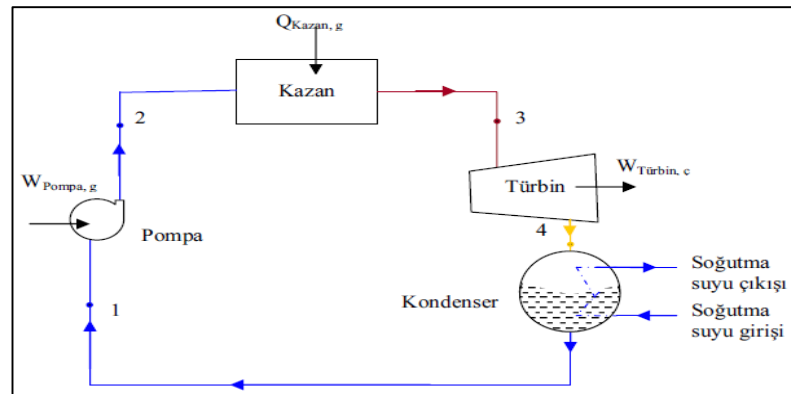 QKazan, g
Kazan
2
3
WPompa, g
Türbin
WTürbin, ç
Pompa
4
Kondenser
Soğutma
suyu çıkışı
Soğutma
suyu girişi
1